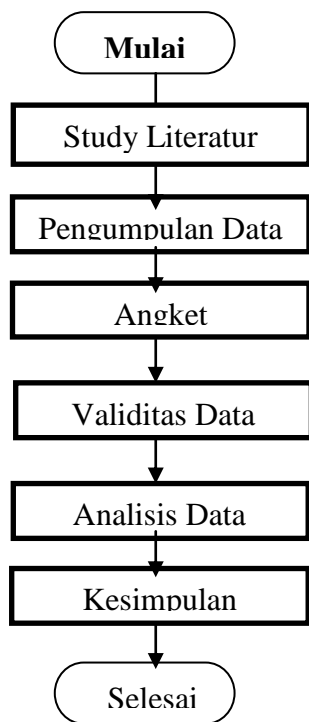 Mulai
Study Literatur
Pengumpulan Data
Angket
Validitas Data
Analisis Data
Kesimpulan
Selesai